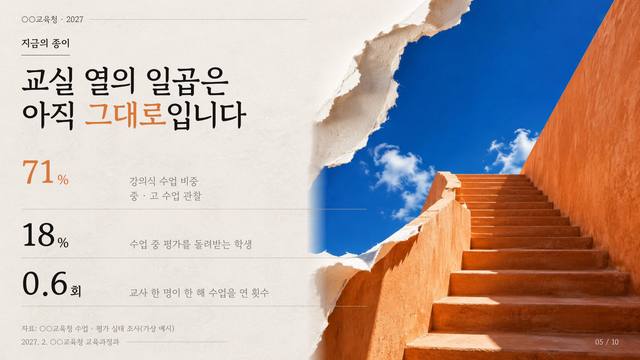 ○○교육청 · 2027
지금의 종이
교실 열의 일곱은
아직 그대로입니다
71%
강의식 수업 비중
중 · 고 수업 관찰
18%
수업 중 평가를 돌려받는 학생
0.6회
교사 한 명이 한 해 수업을 연 횟수
자료: ○○교육청 수업 · 평가 실태 조사(가상 예시)
2027. 2. ○○교육청 교육과정과
05 / 10